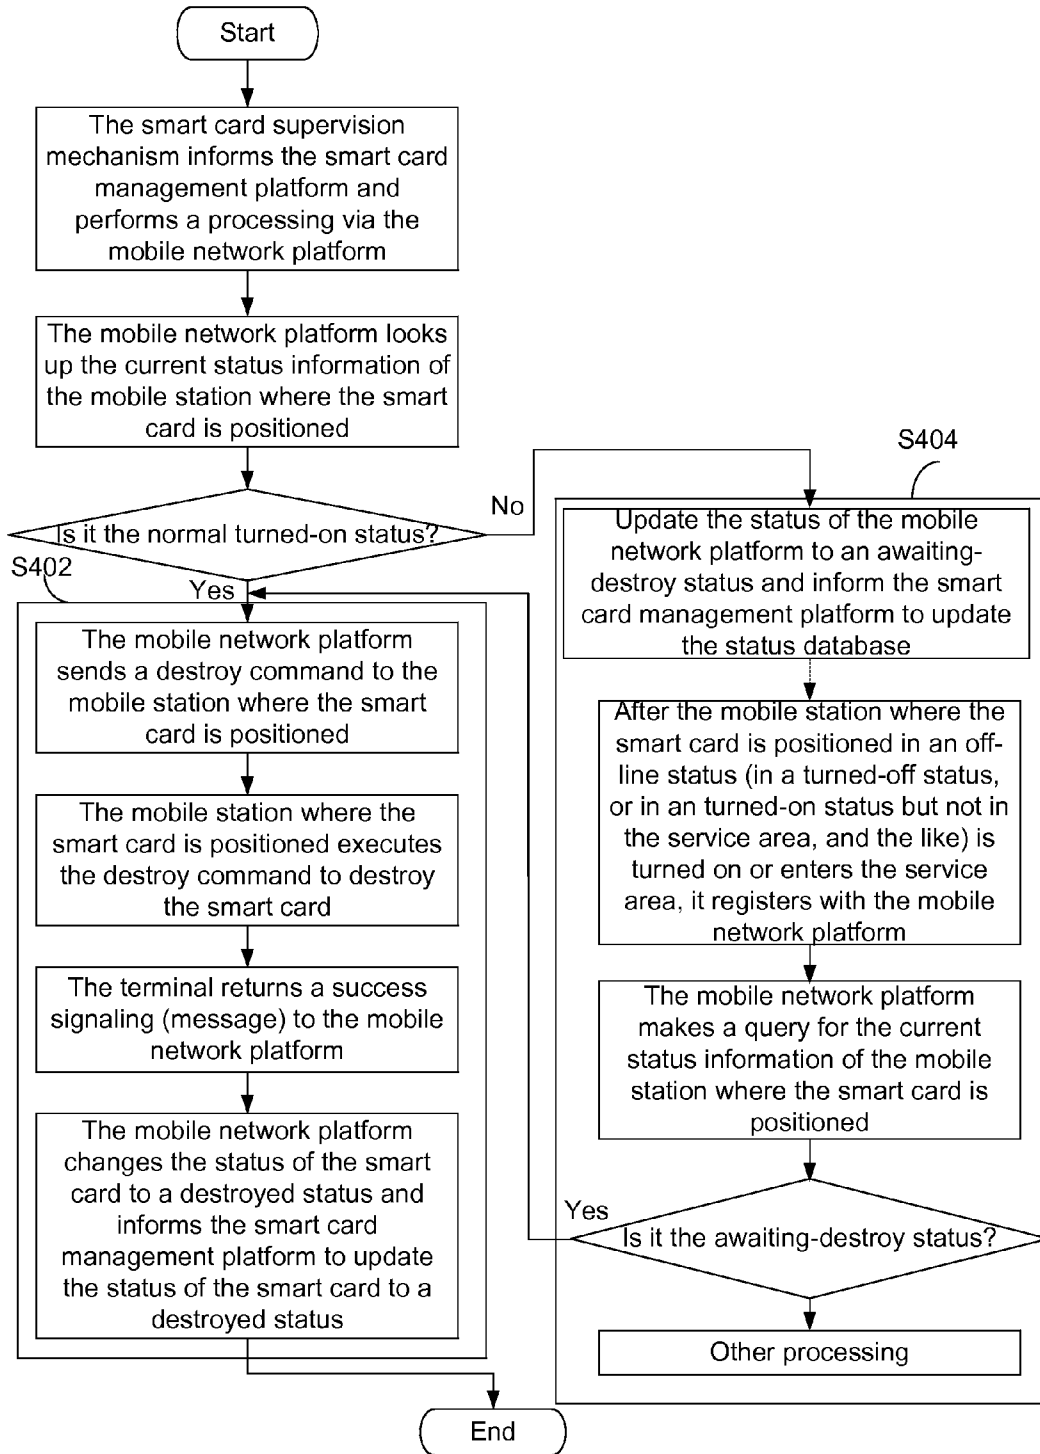 Start
The smart card supervision
mechanism informs the smart card
management platform and
performs a processing via the
mobile network platform
The mobile network platform looks
up the current status information of
the mobile station where the smart
card is positioned
Is it the normal turned-on status?
No
Yes
S402
The mobile network platform
sends a destroy command to the
mobile station where the smart
card is positioned
The mobile station where the
smart card is positioned executes
the destroy command to destroy
the smart card
The terminal returns a success
signaling (message) to the mobile
network platform
The mobile network platform
changes the status of the smart
card to a destroyed status and
informs the smart card
management platform to update
the status of the smart card to a
destroyed status
S404
Update the status of the mobile
network platform to an awaiting-
destroy status and inform the smart
card management platform to update
the status database
After the mobile station where the
smart card is positioned in an off-
line status (in a turned-off status,
or in an turned-on status but not in
the service area, and the like) is
turned on or enters the service
area, it registers with the mobile
network platform
The mobile network platform
makes a query for the current
status information of the mobile
station where the smart card is
positioned
Yes
Is it the awaiting-destroy status?
Other processing
End